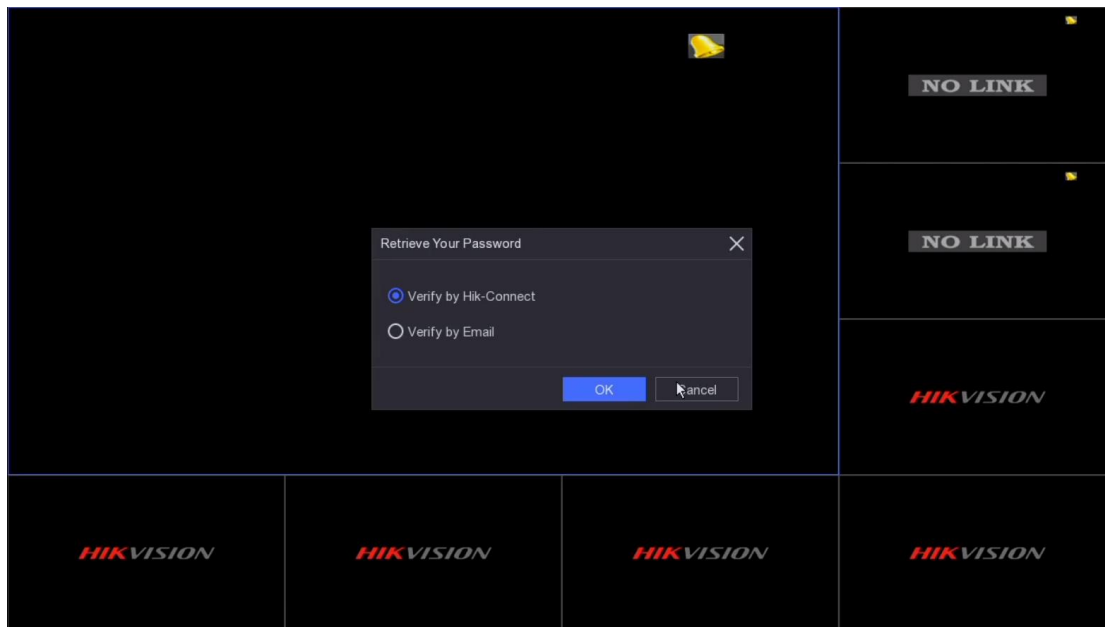 NO LINK
NO LINK
Retrieve Your Password
Verify by Hik-Connect
Verify by Email
OK
Cancel
HIKVISION
HIKVISION
HIKVISION
HIKVISION
HIKVISION